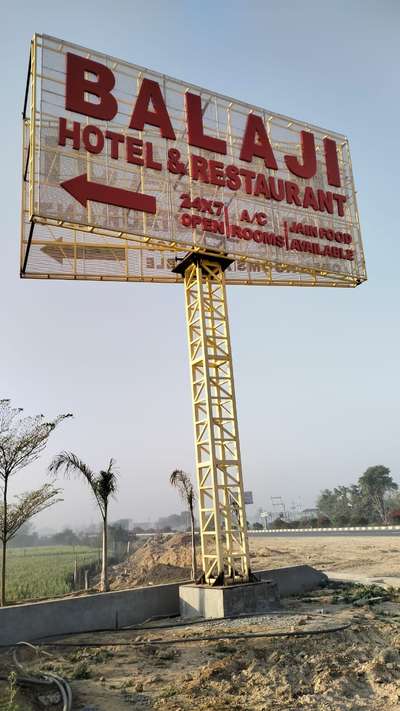 BALAJI
HOTEL & RESTAURANT
24X7 OPEN
A/C ROOMS
JAIN FOOD AVAILABLE